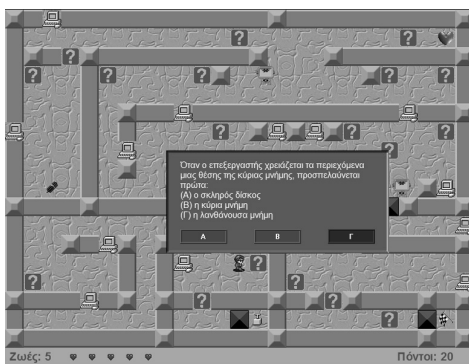 Όταν ο επεξεργαστής χρειάζεται τα περιεχόμενα
μιας θέσης της κύριας μνήμης, προσπελαύνεται
πρώτα:
(Α) ο σκληρός δίσκος
(Β) η κύρια μνήμη
(Γ) η λανθάνουσα μνήμη
Α Β Γ
Ζωές: 5 Πόντοι: 20